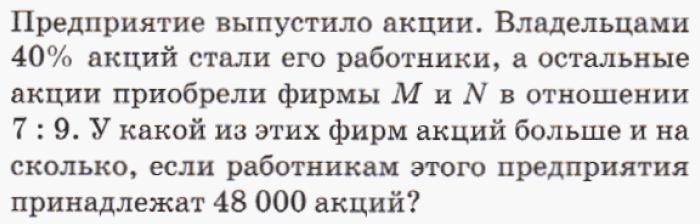 Предприятие выпустило акции. Владельцами
40% акций стали его работники, а остальные
акции приобрели фирмы M и N в отношении
7 : 9. У какой из этих фирм акций больше и на
сколько, если работникам этого предприятия
принадлежат 48 000 акций?